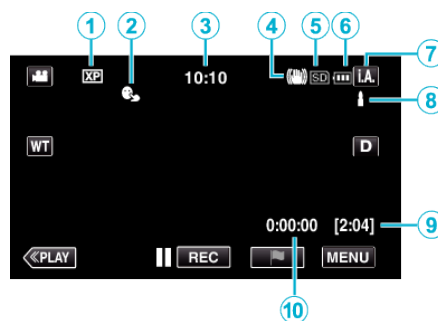 1 2 3 4 5 6 7
XP 10:10 SD i.A.
8
WT D
0:00:00 [2:04] 9
≪PLAY REC MENU
10